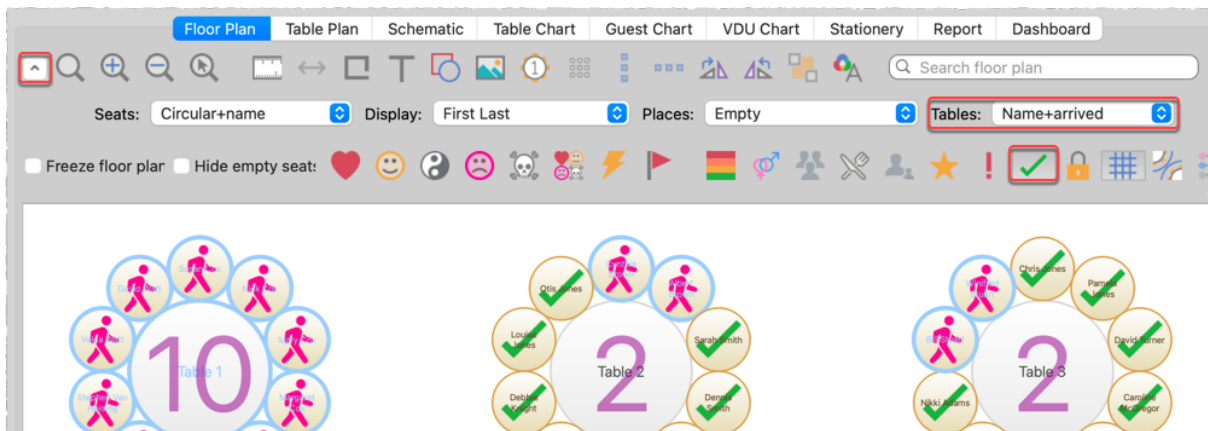 Floor Plan Table Plan Schematic Table Chart Guest Chart VDU Chart Stationery Report Dashboard
1 Search floor plan
Seats: Circular+name Display: First Last Places: Empty Tables: Name+arrived
Freeze floor plar Hide empty seat:
10
Table 1
Otis Jones
Louise Jones
Sarah Smith
2
Table 2
Debbie Knight
Dennis Smith
Chris Jones
Pamela Jones
David Turner
2
Table 3
Nikki Adams
Caroline McGregor